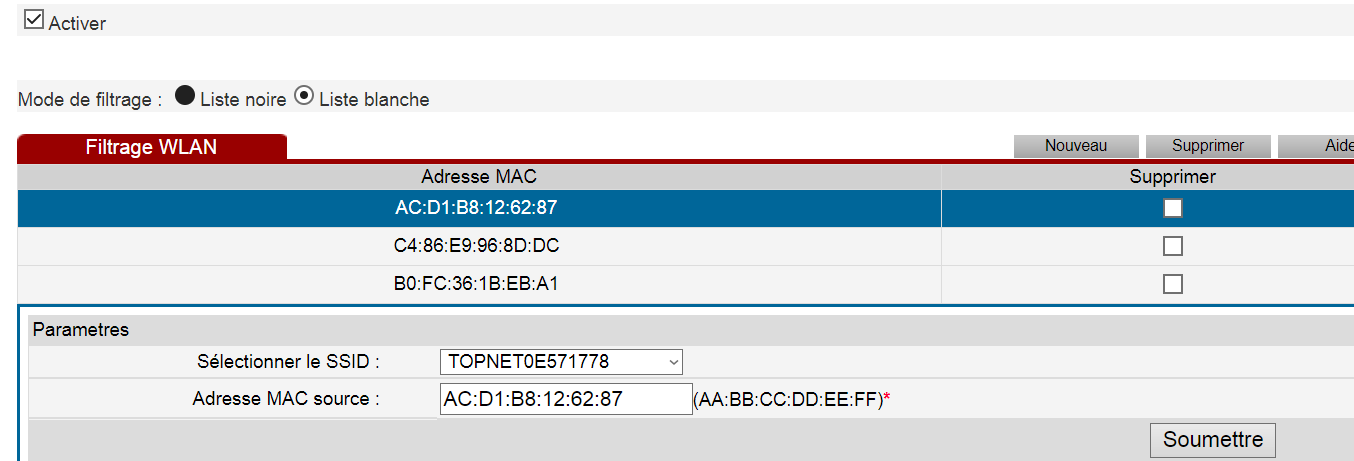 Activer
Mode de filtrage : Liste noire Liste blanche
Filtrage WLAN Nouveau Supprimer Aide
Adresse MAC Supprimer
AC:D1:B8:12:62:87
C4:86:E9:96:8D:DC
B0:FC:36:1B:EB:A1
Parametres
Sélectionner le SSID : TOPNET0E571778
Adresse MAC source : AC:D1:B8:12:62:87 (AA:BB:CC:DD:EE:FF)*
Soumettre